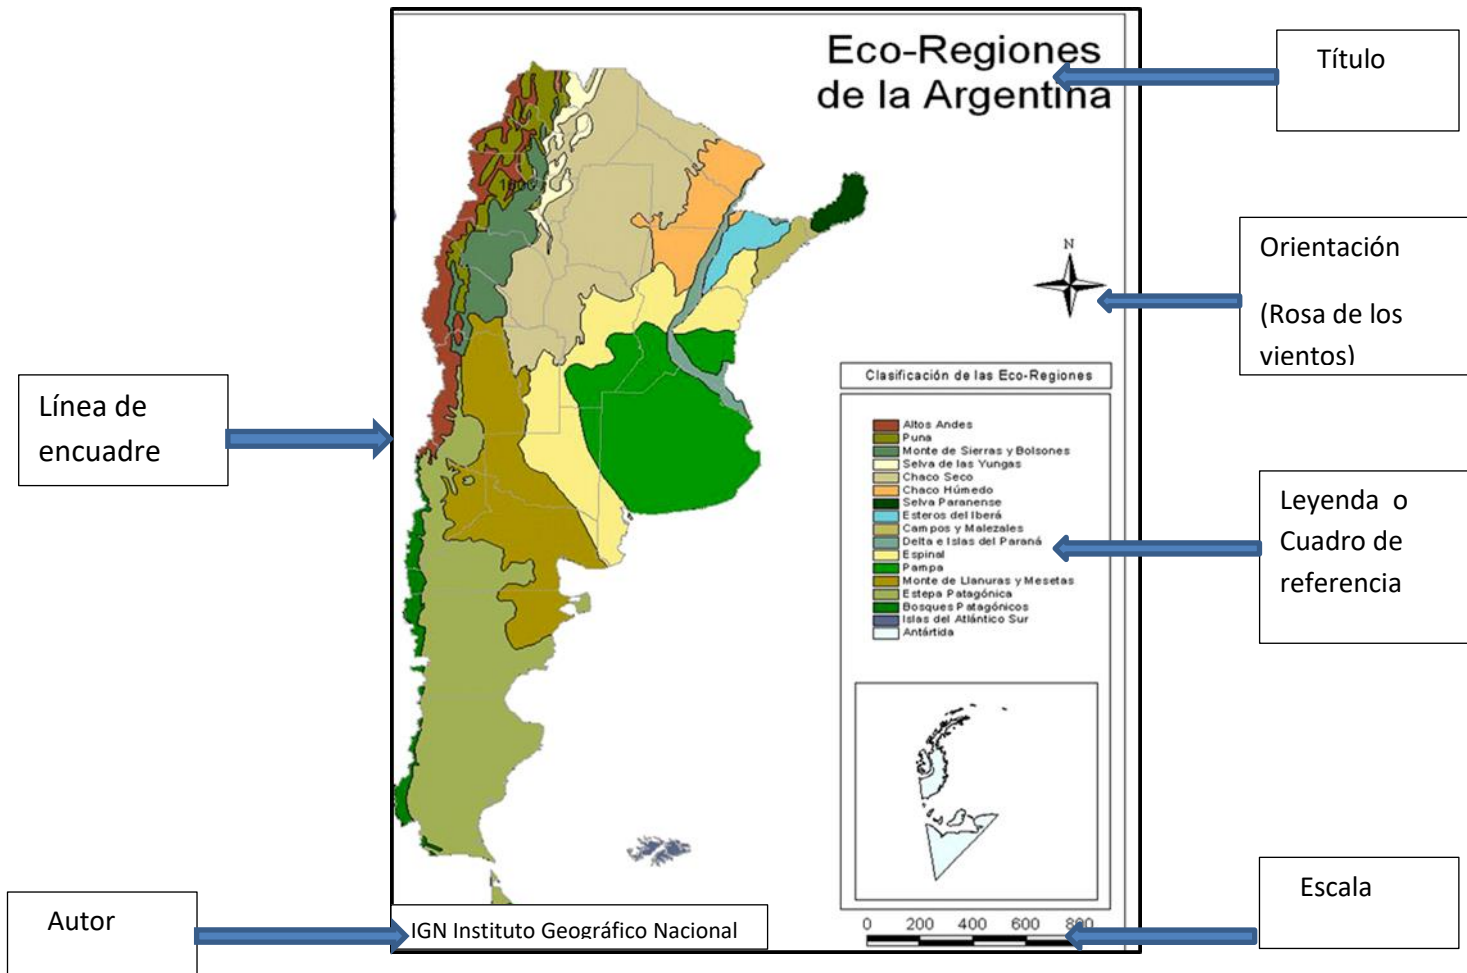 Eco-Regiones
de la Argentina
Título
Orientación
(Rosa de los
vientos)
N
Línea de
encuadre
Clasificación de las Eco-Regiones
Altos Andes
Puna
Monte de Sierras y Bolsones
Selva de las Yungas
Chaco Seco
Chaco Húmedo
Selva Paranense
Esteros del Iberá
Campos y Malezales
Delta e Islas del Paraná
Espinal
Pampa
Monte de Llanuras y Mesetas
Estepa Patagónica
Bosques Patagónicos
Islas del Atlántico Sur
Antártida
Leyenda o
Cuadro de
referencia
Autor
IGN Instituto Geográfico Nacional
0 200 400 600 800
Escala